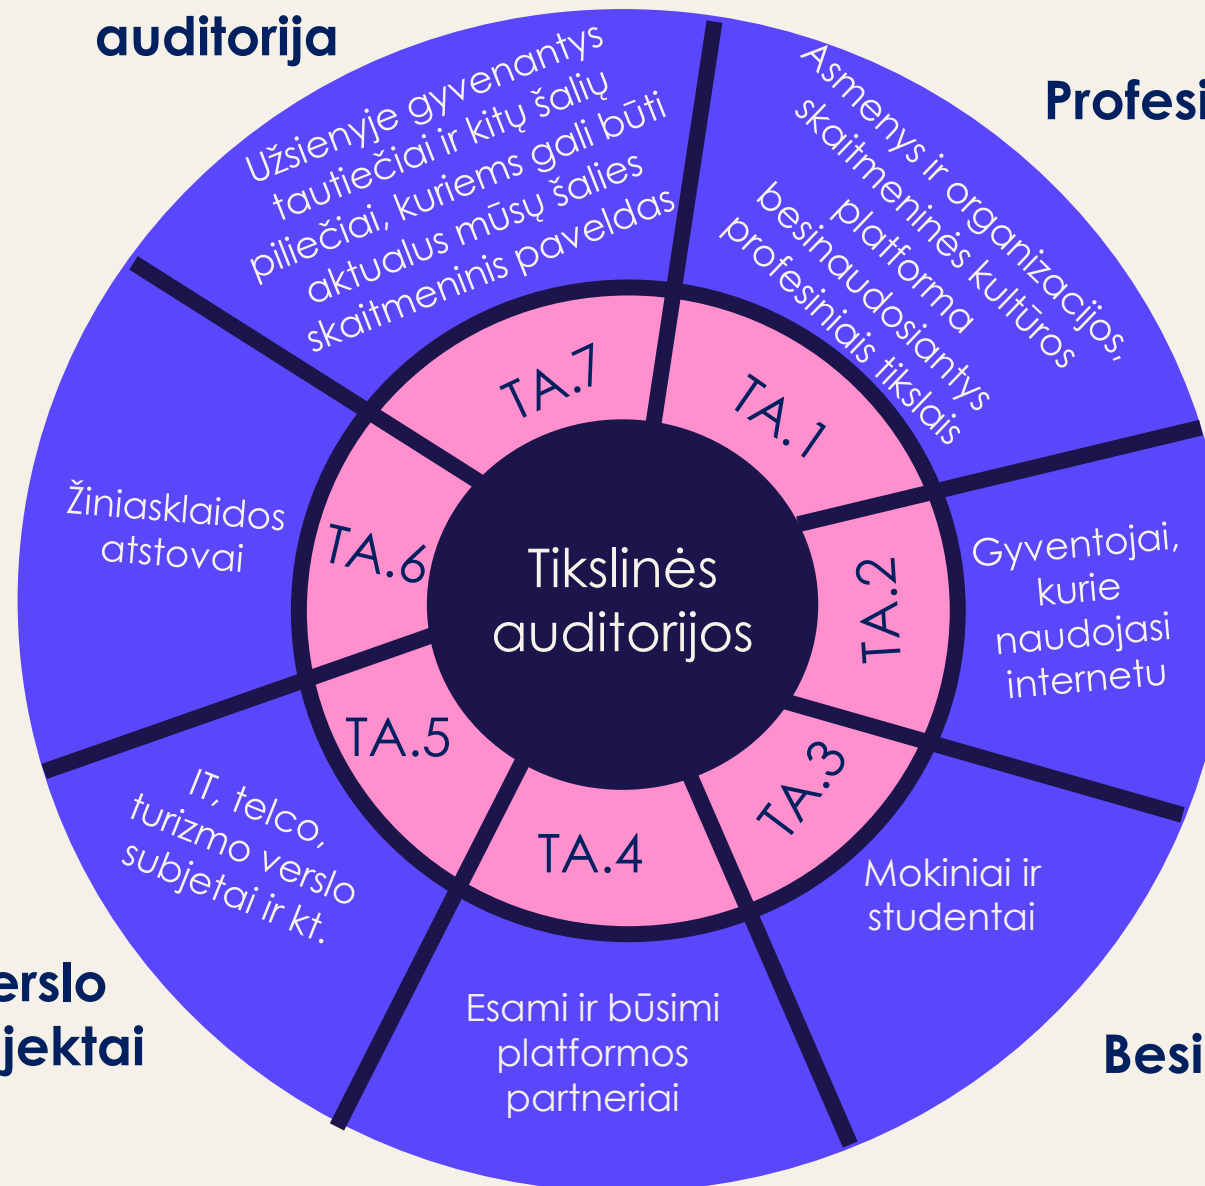 auditorija
Profesi
Užsienyje gyvenantys
tautiečiai ir kitų šalių
piliečiai, kuriems gali būti
aktualus mūsų šalies
skaitmeninis paveldas
Asmenys ir organizacijos,
skaitmeninės kultūros
platforma
besinaudosiantys
profesiniais tikslais
TA.7
TA.1
Žiniasklaidos
atstovai
TA.6
Tikslinės
auditorijos
TA.2
Gyventojai,
kurie
naudojasi
internetu
TA.5
TA.3
IT, telco,
turizmo verslo
subjetai ir kt.
TA.4
Mokiniai ir
studentai
Esami ir būsimi
platformos
partneriai
erslo
jektai
Besi